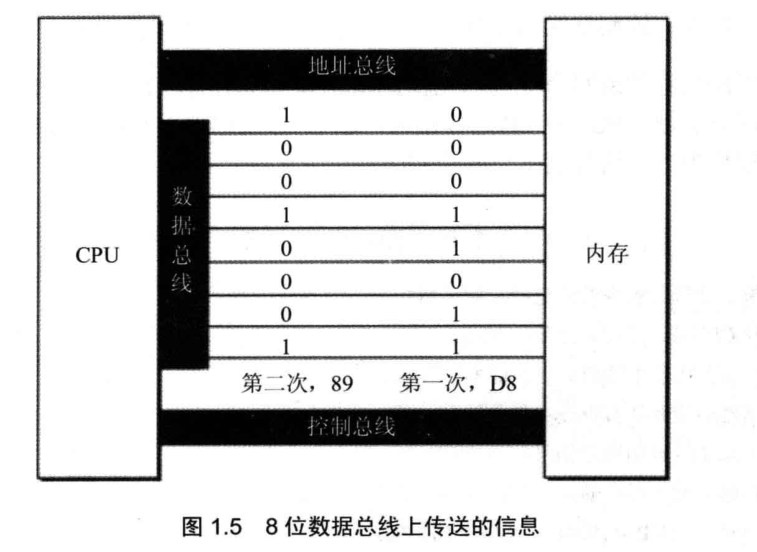 地址总线
1 0
0 0
0 0
1 1
0 1
0 0
0 1
1 1
数据总线
CPU
内存
第二次，89 第一次，D8
控制总线
图 1.5 8 位数据总线上传送的信息